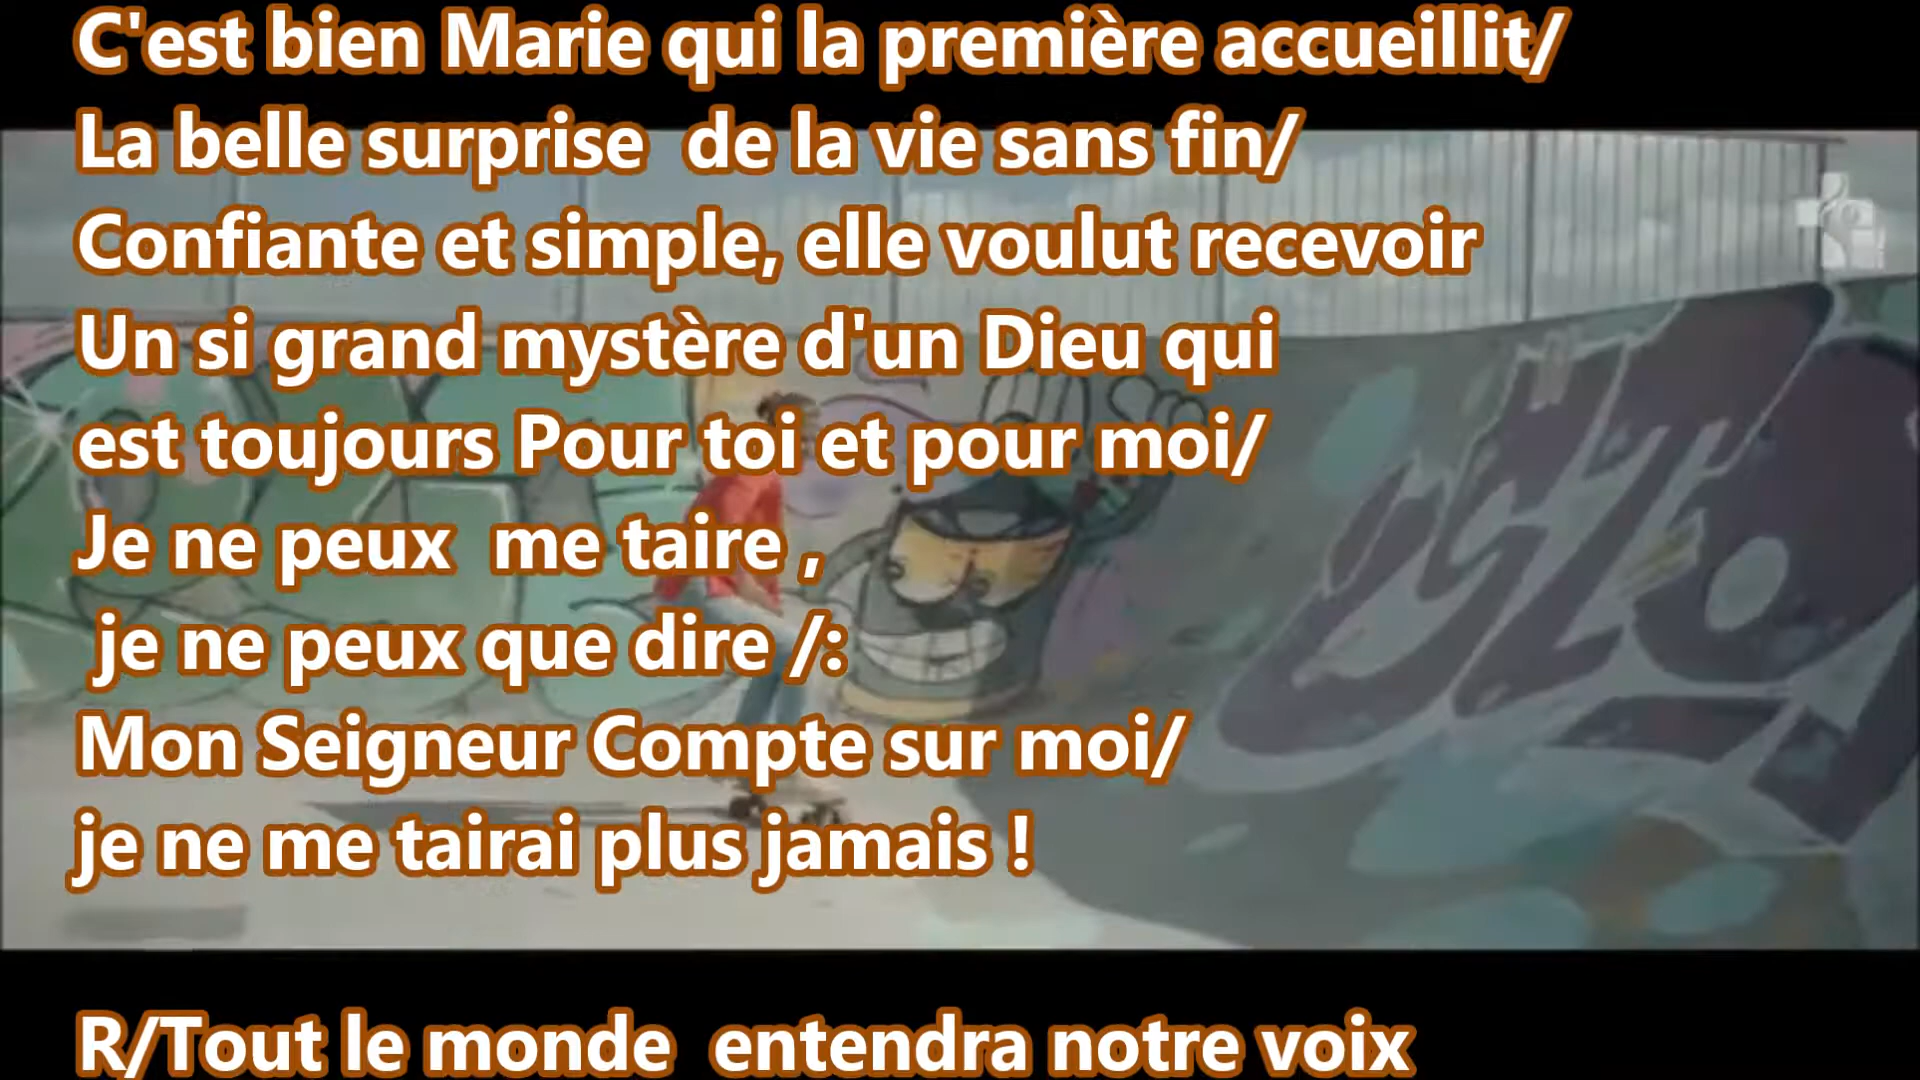 C'est bien Marie qui la première accueillit/
La belle surprise  de la vie sans fin/
Confiante et simple, elle voulut recevoir
Un si grand mystère d'un Dieu qui
est toujours Pour toi et pour moi/
Je ne peux  me taire ,
je ne peux que dire /:
Mon Seigneur Compte sur moi/
je ne me tairai plus jamais !
R/Tout le monde  entendra notre voix